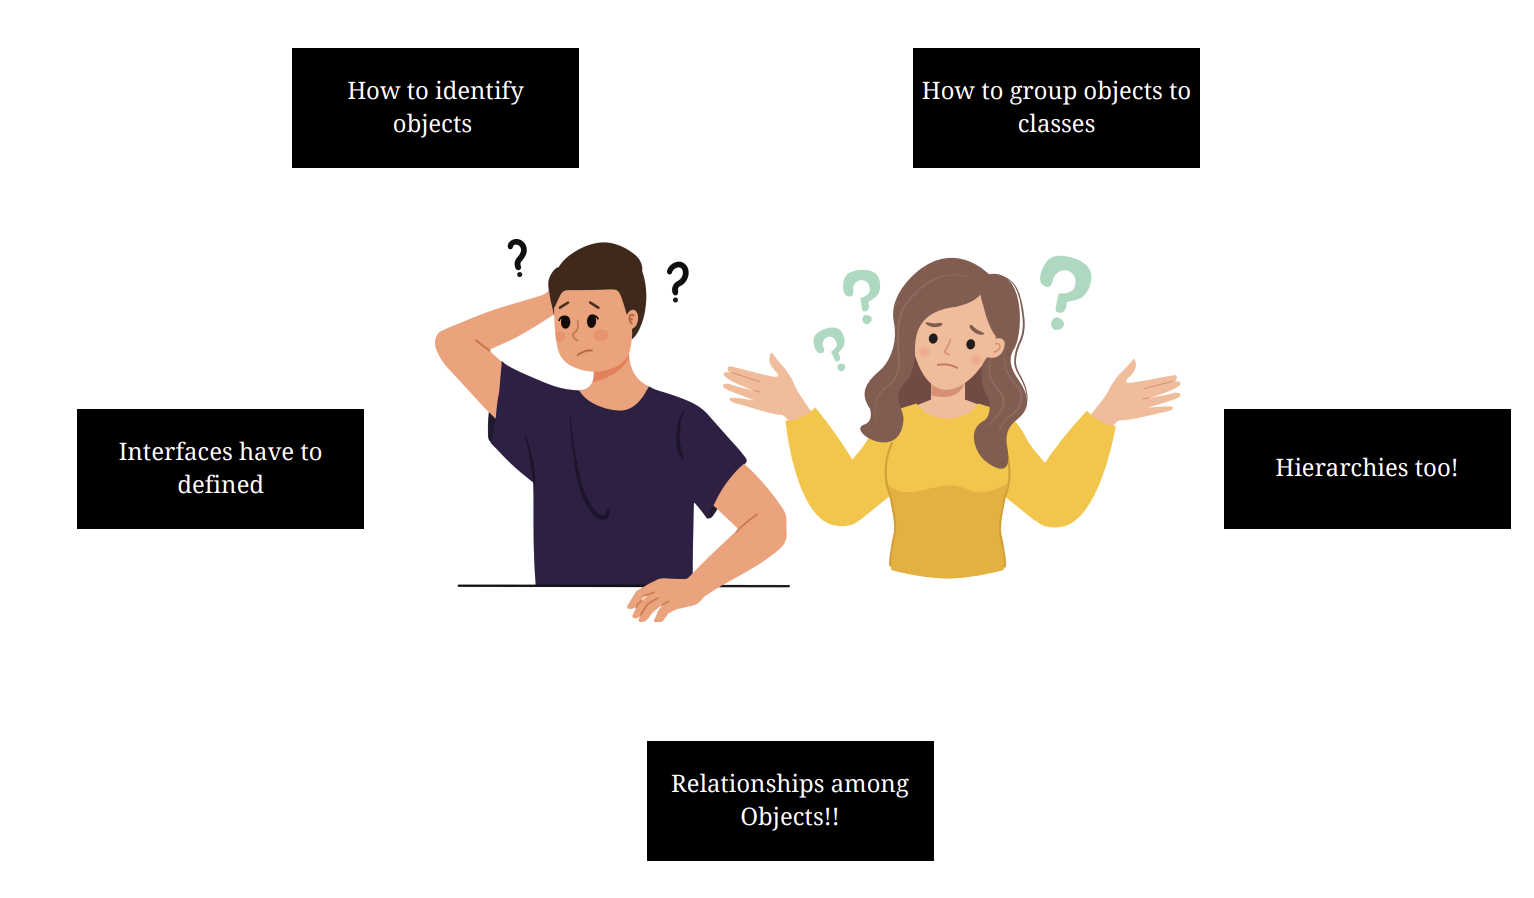 How to identify
objects
How to group objects to
classes
?
?
?
?
?
Interfaces have to
defined
Hierarchies too!
Relationships among
Objects!!